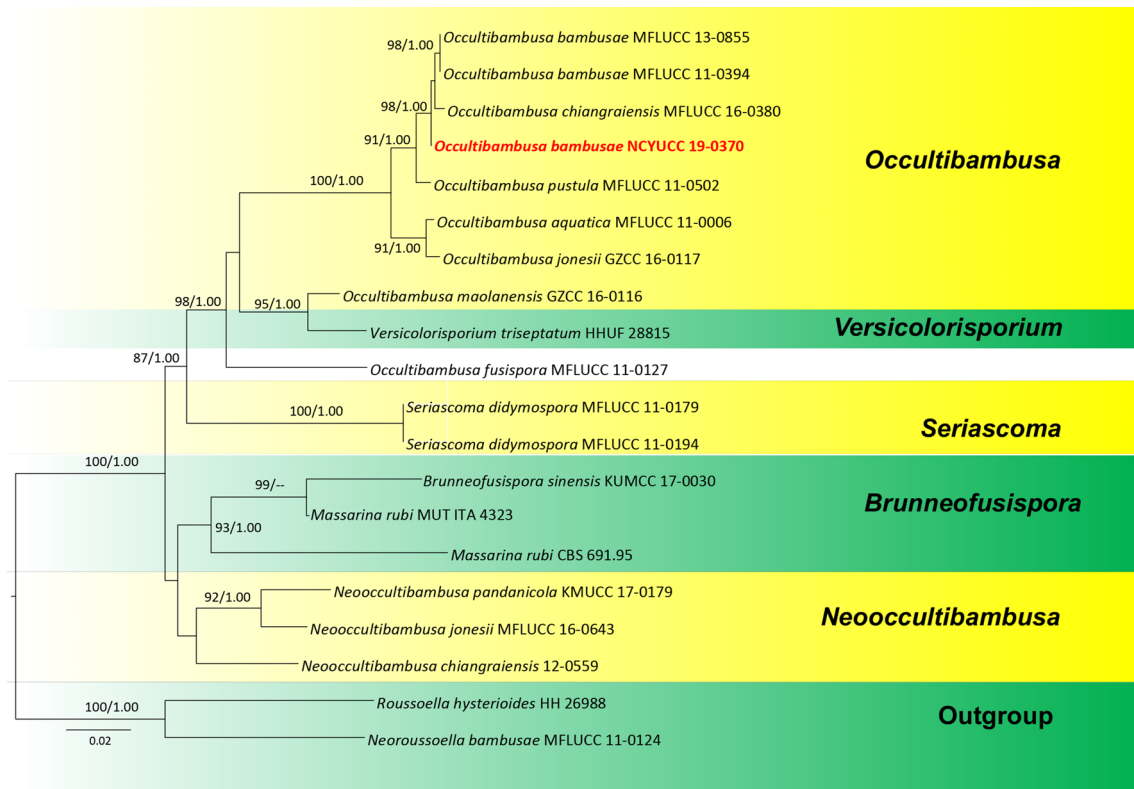 98/1.00
Occultibambusa bambusae MFLUCC 13-0855
Occultibambusa bambusae MFLUCC 11-0394
98/1.00
Occultibambusa chiangraiensis MFLUCC 16-0380
91/1.00
Occultibambusa bambusae NCYUCC 19-0370
Occultibambusa
100/1.00
Occultibambusa pustula MFLUCC 11-0502
Occultibambusa aquatica MFLUCC 11-0006
91/1.00
Occultibambusa jonesii GZCC 16-0117
98/1.00
95/1.00
Occultibambusa maolanensis GZCC 16-0116
Versicolorisporium triseptatum HHUF 28815
Versicolorisporium
87/1.00
Occultibambusa fusispora MFLUCC 11-0127
100/1.00
Seriascoma didymospora MFLUCC 11-0179
Seriascoma
Seriascoma didymospora MFLUCC 11-0194
100/1.00
99/--
Brunneofusispora sinensis KUMCC 17-0030
Brunneofusispora
Massarina rubi MUT ITA 4323
93/1.00
Massarina rubi CBS 691.95
92/1.00
Neooccultibambusa pandanicola KMUCC 17-0179
Neooccultibambusa
Neooccultibambusa jonesii MFLUCC 16-0643
Neooccultibambusa chiangraiensis 12-0559
100/1.00
Roussoella hysterioides HH 26988
Outgroup
0.02
Neoroussoella bambusae MFLUCC 11-0124